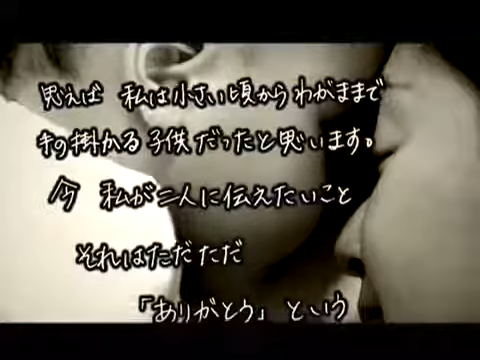 思えば 私は小さい頃からわがままで
手の掛かる子供だったと思います。
今 私が二人に伝えたいこと
それはただただ
「ありがとう」という